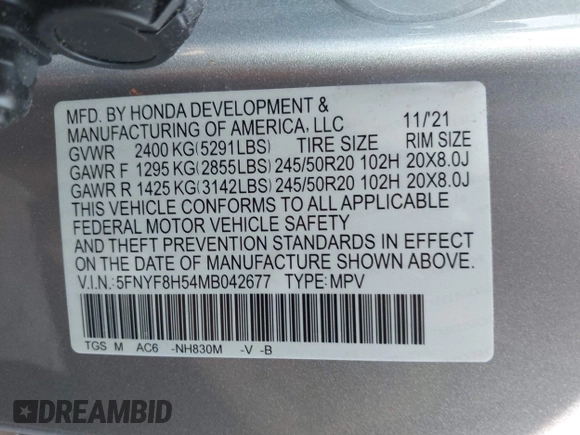 MFD. BY HONDA DEVELOPMENT &
MANUFACTURING OF AMERICA, LLC 11/'21
GVWR 2400 KG(5291LBS) TIRE SIZE RIM SIZE
GAWR F 1295 KG(2855LBS) 245/50R20 102H 20X8.0J
GAWR R 1425 KG(3142LBS) 245/50R20 102H 20X8.0J
THIS VEHICLE CONFORMS TO ALL APPLICABLE
FEDERAL MOTOR VEHICLE SAFETY
AND THEFT PREVENTION STANDARDS IN EFFECT
ON THE DATE OF MANUFACTURE SHOWN ABOVE.
V.I.N.:5FNYF8H54MB042677 TYPE:MPV
TGS M AC6 -NH830M -V -B
DREAMBID